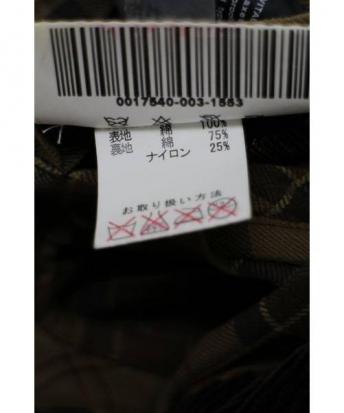 0017540-003-1553
表地 綿 100%
裏地 綿 75%
ナイロン 25%
お取り扱い方法